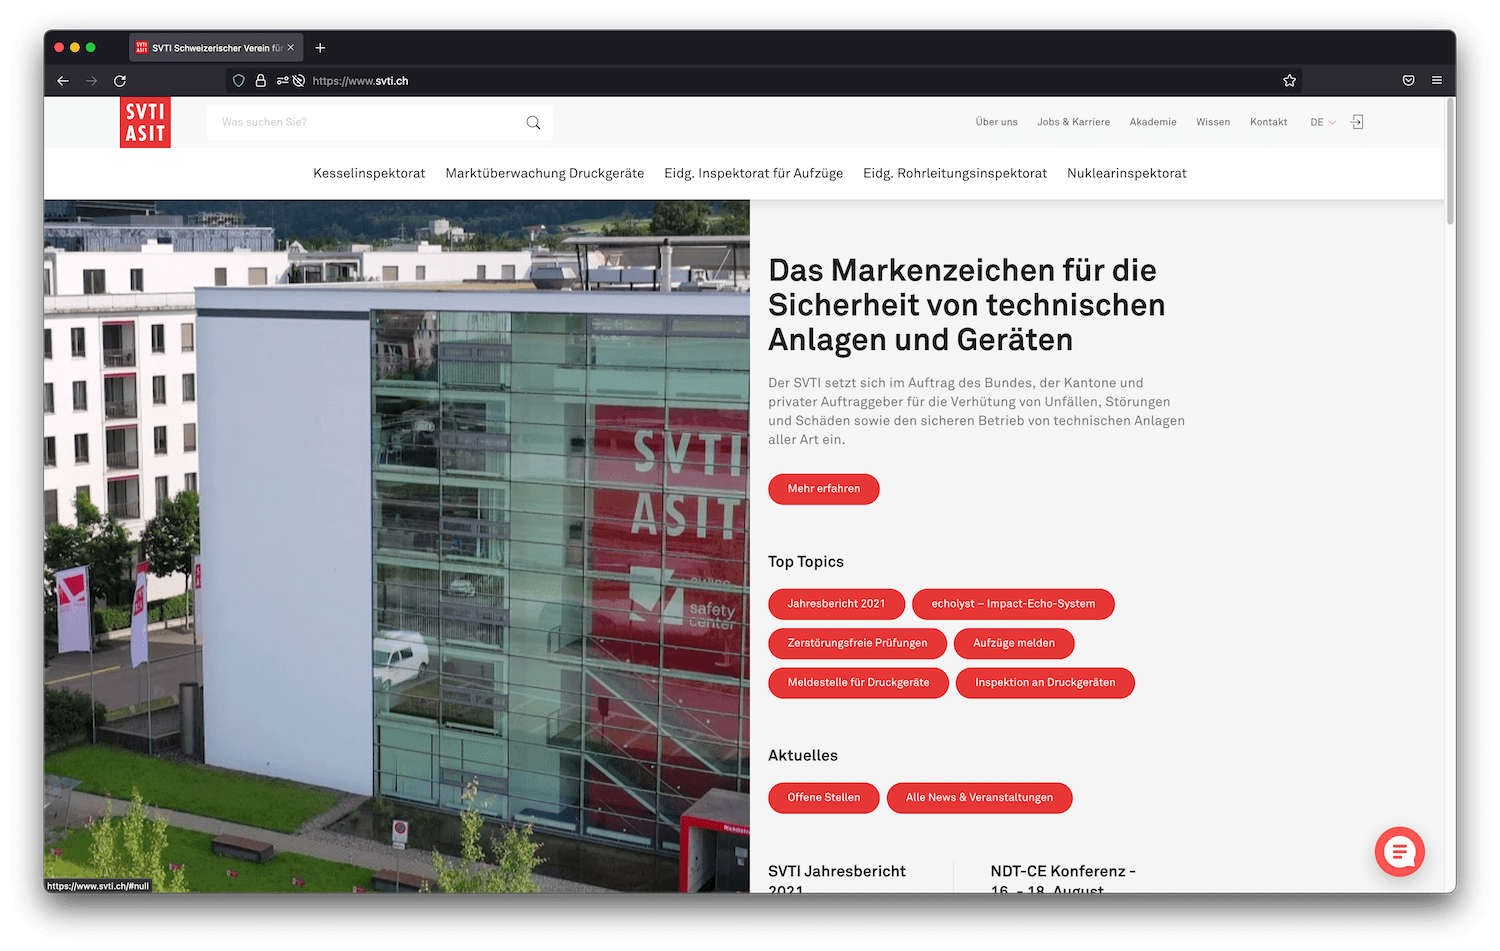 SVTI Schweizerischer Verein für
https://www.svti.ch
SVTI
ASIT
Was suchen Sie?
Über uns
Jobs & Karriere
Akademie
Wissen
Kontakt
DE
Kesselinspektorat
Marktüberwachung Druckgeräte
Eidg. Inspektorat für Aufzüge
Eidg. Rohrleitungsinspektorat
Nuklearinspektorat
SVTI
ASIT
swiss
safety
center
Das Markenzeichen für die
Sicherheit von technischen
Anlagen und Geräten
Der SVTI setzt sich im Auftrag des Bundes, der Kantone und
privater Auftraggeber für die Verhütung von Unfällen, Störungen
und Schäden sowie den sicheren Betrieb von technischen Anlagen
aller Art ein.
Mehr erfahren
Top Topics
Jahresbericht 2021
echolyst – Impact-Echo-System
Zerstörungsfreie Prüfungen
Aufzüge melden
Meldestelle für Druckgeräte
Inspektion an Druckgeräten
Aktuelles
Offene Stellen
Alle News & Veranstaltungen
SVTI Jahresbericht
2021
NDT-CE Konferenz -
16. - 18. August
https://www.svti.ch/#null